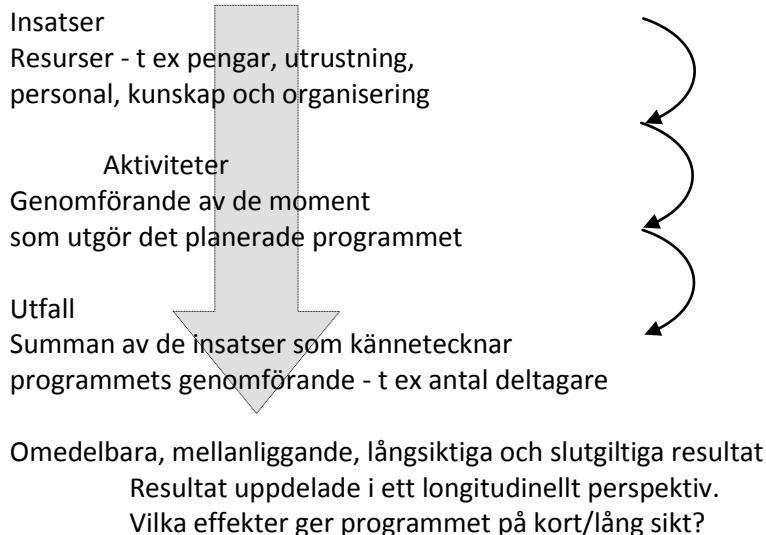 Insatser
Resurser - t ex pengar, utrustning,
personal, kunskap och organisering
Aktiviteter
Genomförande av de moment
som utgör det planerade programmet
Utfall
Summan av de insatser som kännetecknar
programmets genomförande - t ex antal deltagare
Omedelbara, mellanliggande, långsiktiga och slutgiltiga resultat
Resultat uppdelade i ett longitudinellt perspektiv.
Vilka effekter ger programmet på kort/lång sikt?